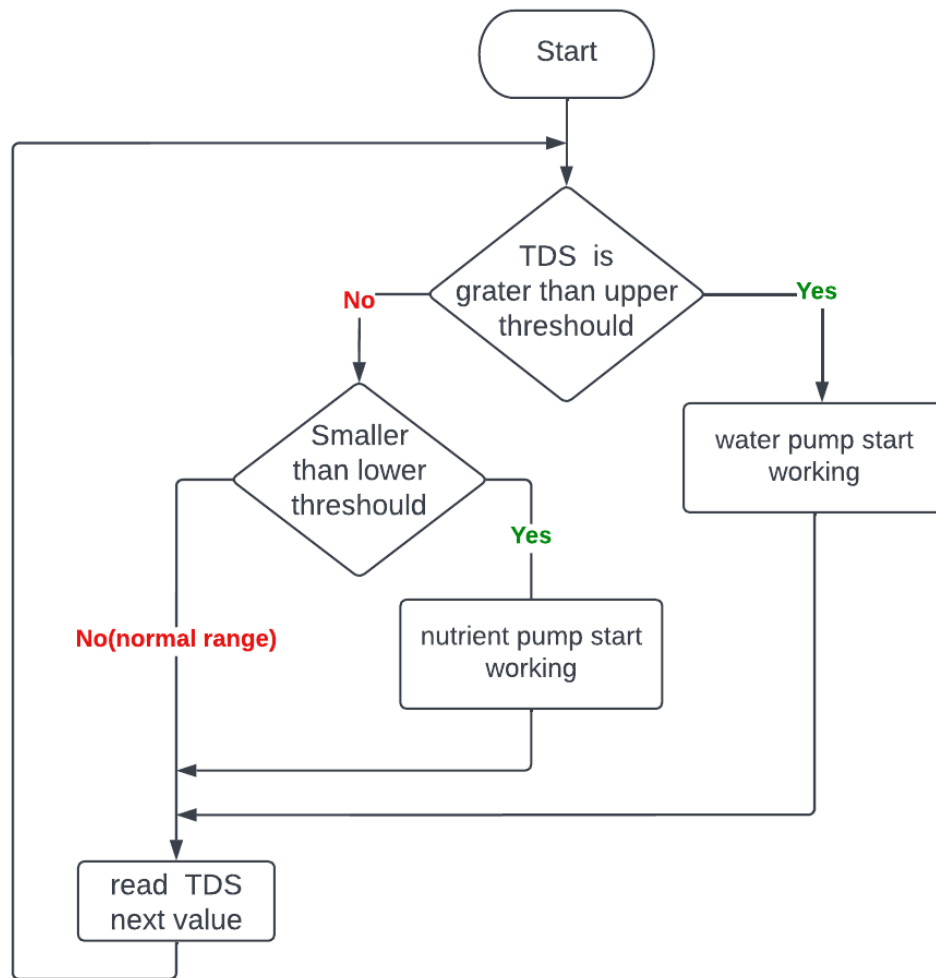 Start
TDS is
grater than upper
threshould
No
Yes
Smaller
than lower
threshould
water pump start
working
Yes
No(normal range)
nutrient pump start
working
read TDS
next value